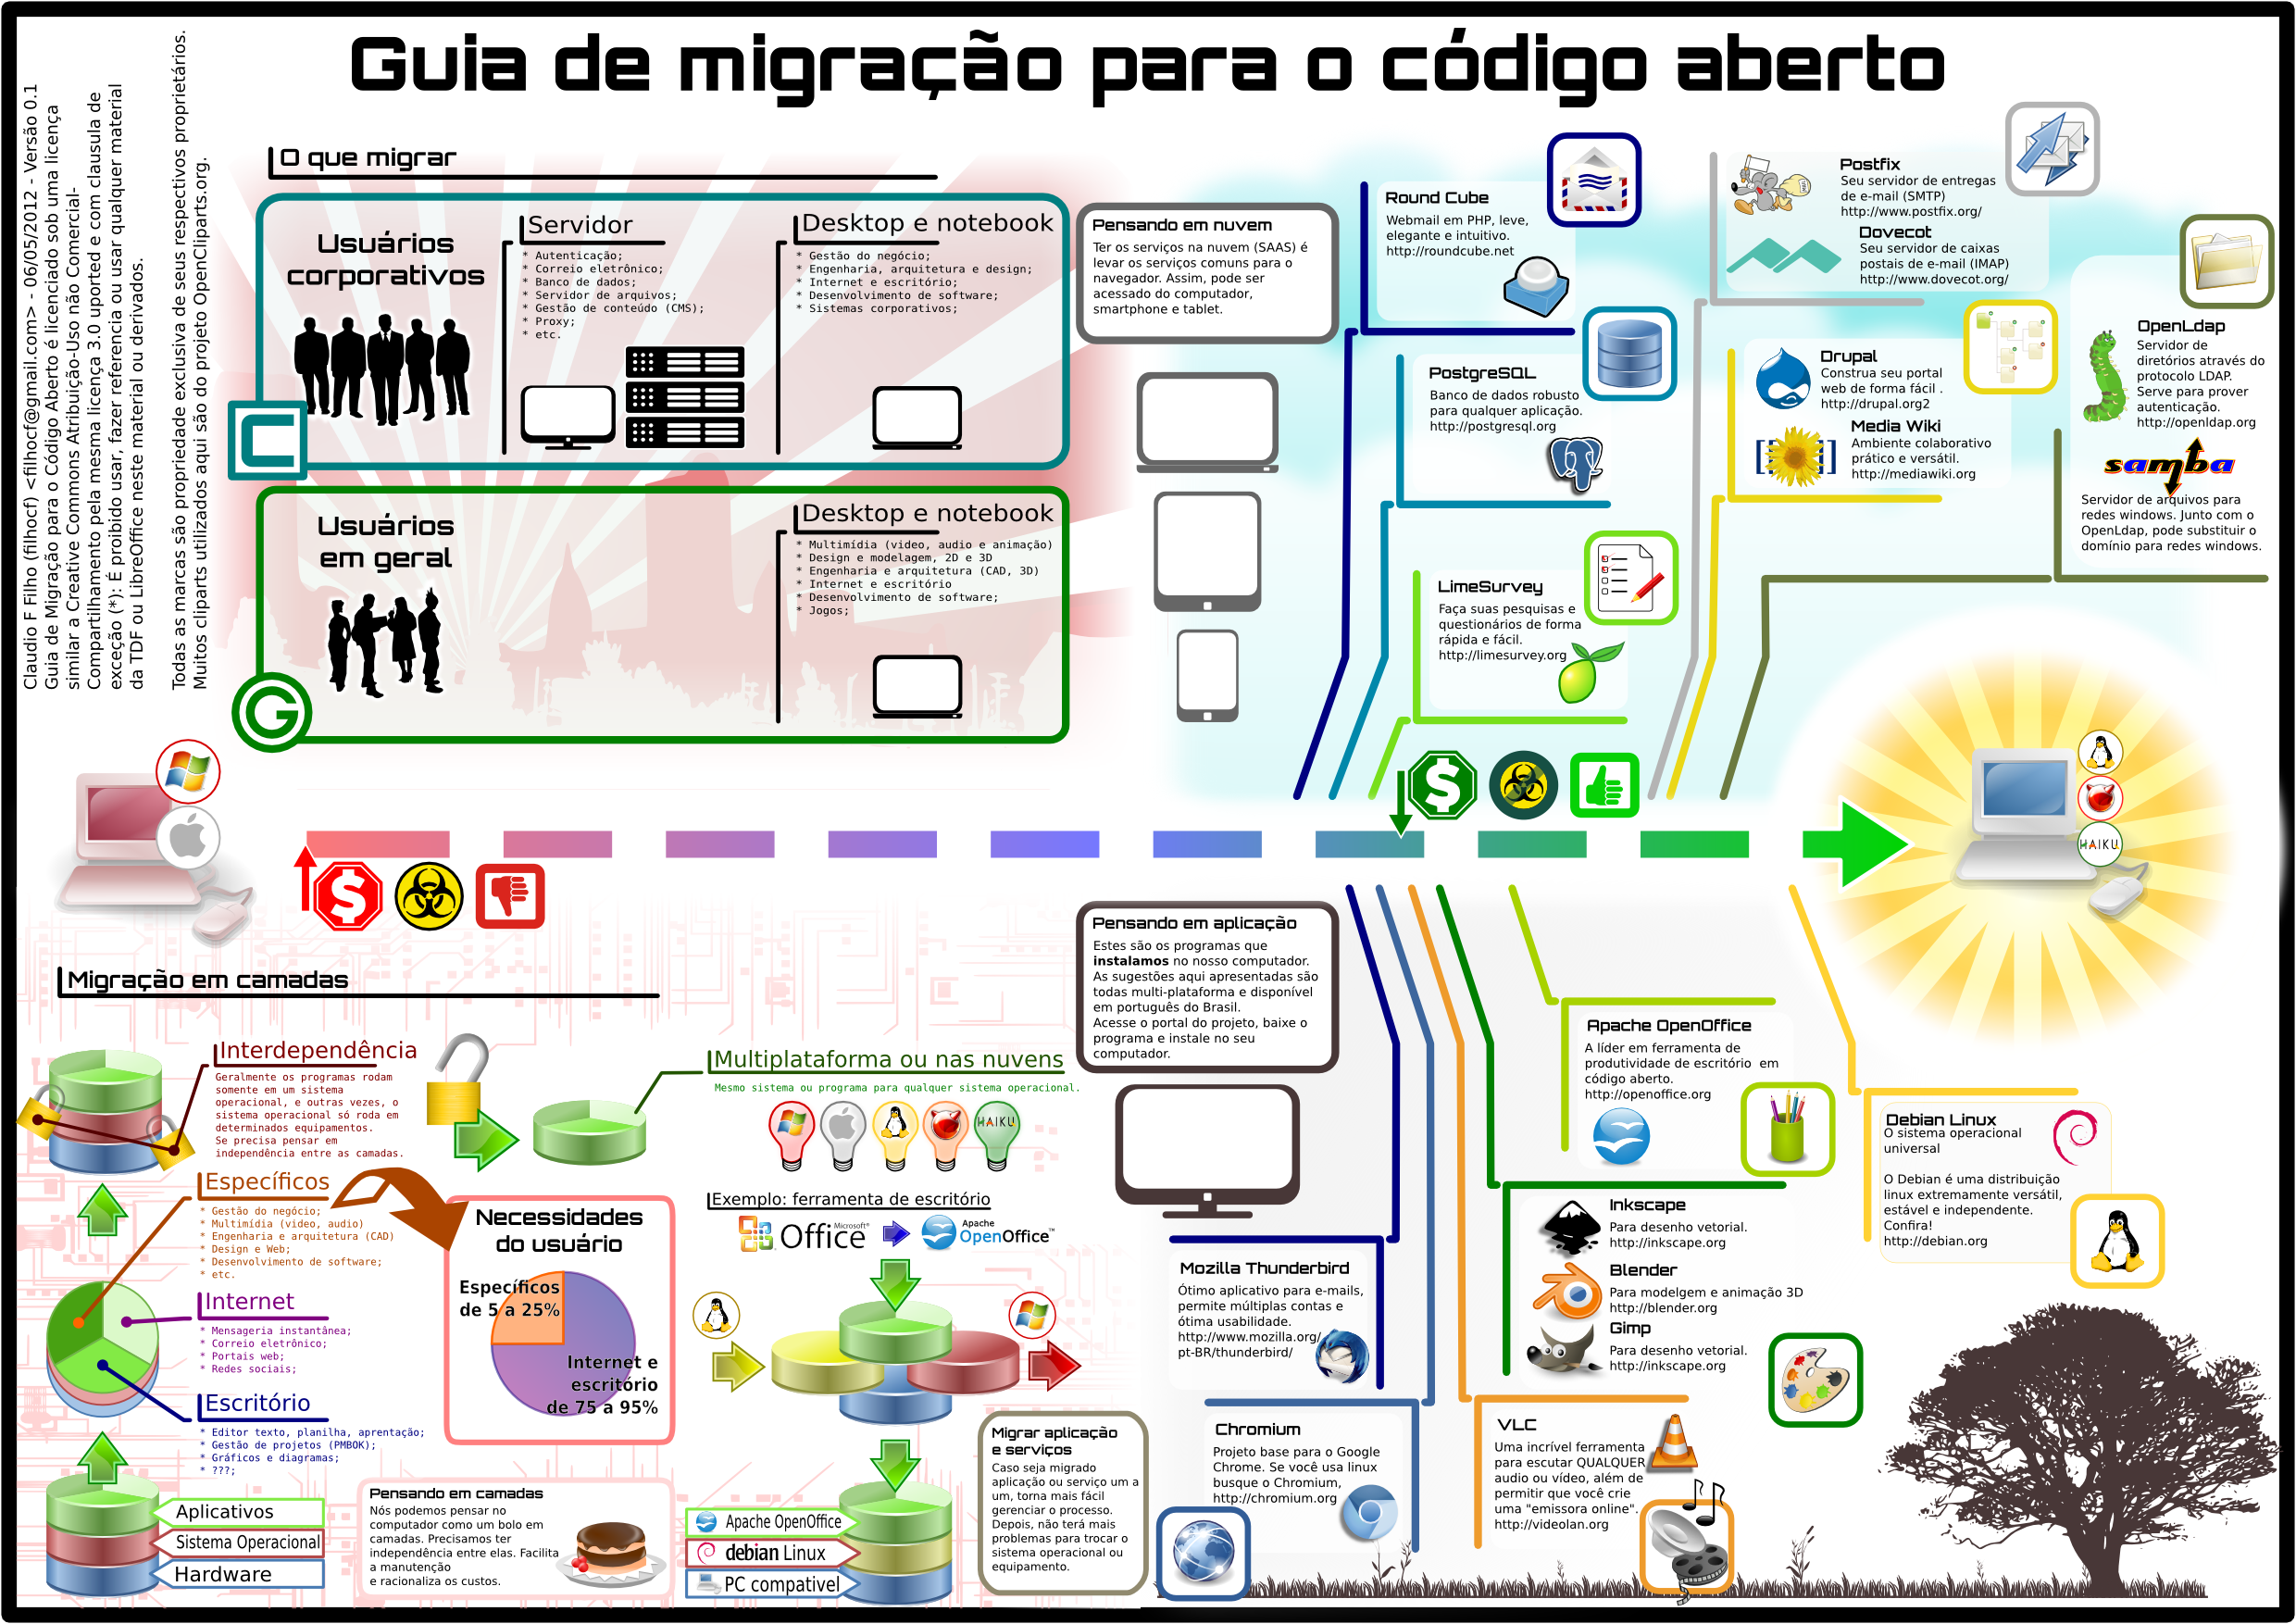 Guia de migração para o código aberto
Claudio F Filho (filhocf) <filhocf@gmail.com> - 06/05/2012 - Versão 0.1
Guia de Migração para o Código Aberto é licenciado sob uma licença
similar a Creative Commons Atribuição-Uso não Comercial-
Compartilhamento pela mesma licença 3.0 uported e com clausula de
exceção (*): É proibido usar, fazer referencia ou usar qualquer material
da TDF ou LibreOffice neste material ou derivados.
Todas as marcas são propriedade exclusiva de seus respectivos proprietários.
Muitos cliparts utilizados aqui são do projeto OpenCliparts.org.
O que migrar
Usuários
corporativos
Servidor
* Autenticação;
* Correio eletrônico;
* Banco de dados;
* Servidor de arquivos;
* Gestão de conteúdo (CMS);
* Proxy;
* etc.
Desktop e notebook
* Gestão do negócio;
* Engenharia, arquitetura e design;
* Internet e escritório;
* Desenvolvimento de software;
* Sistemas corporativos;
C
Usuários
em geral
Desktop e notebook
* Multimídia (video, audio e animação)
* Design e modelagem, 2D e 3D
* Engenharia e arquitetura (CAD, 3D)
* Internet e escritório
* Desenvolvimento de software;
* Jogos;
G
Pensando em nuvem
Ter os serviços na nuvem (SAAS) é
levar os serviços comuns para o
navegador. Assim, pode ser
acessado do computador,
smartphone e tablet.
Round Cube
Webmail em PHP, leve,
elegante e intuitivo.
http://roundcube.net
PostgreSQL
Banco de dados robusto
para qualquer aplicação.
http://postgresql.org
LimeSurvey
Faça suas pesquisas e
questionários de forma
rápida e fácil.
http://limesurvey.org
Postfix
Seu servidor de entregas
de e-mail (SMTP)
http://www.postfix.org/
Dovecot
Seu servidor de caixas
postais de e-mail (IMAP)
http://www.dovecot.org/
Drupal
Construa seu portal
web de forma fácil .
http://drupal.org2
Media Wiki
Ambiente colaborativo
prático e versátil.
http://mediawiki.org
OpenLdap
Servidor de
diretórios através do
protocolo LDAP.
Serve para prover
autenticação.
http://openldap.org
samba
Servidor de arquivos para
redes windows. Junto com o
OpenLdap, pode substituir o
domínio para redes windows.
$
$
HAIKU
Migração em camadas
Interdependência
Geralmente os programas rodam
somente em um sistema
operacional, e outras vezes, o
sistema operacional só roda em
determinados equipamentos.
Se precisa pensar em
independência entre as camadas.
Multiplataforma ou nas nuvens
Mesmo sistema ou programa para qualquer sistema operacional.
HAIKU
Específicos
* Gestão do negócio;
* Multimídia (vídeo, audio)
* Engenharia e arquitetura (CAD)
* Design e Web;
* Desenvolvimento de software;
* etc.
Internet
* Mensageria instantânea;
* Correio eletrônico;
* Portais web;
* Redes sociais;
Escritório
* Editor texto, planilha, aprentação;
* Gestão de projetos (PMBOK);
* Gráficos e diagramas;
* ???;
Aplicativos
Sistema Operacional
Hardware
Necessidades
do usuário
Específicos
de 5 a 25%
Internet e
escritório
de 75 a 95%
Pensando em camadas
Nós podemos pensar no
computador como um bolo em
camadas. Precisamos ter
independência entre elas. Facilita
a manutenção
e racionaliza os custos.
Exemplo: ferramenta de escritório
Microsoft®
Office
Apache
OpenOffice™
Apache OpenOffice
debian Linux
PC compativel
Migrar aplicação
e serviços
Caso seja migrado
aplicação ou serviço um a
um, torna mais fácil
gerenciar o processo.
Depois, não terá mais
problemas para trocar o
sistema operacional ou
equipamento.
Pensando em aplicação
Estes são os programas que
instalamos no nosso computador.
As sugestões aqui apresentadas são
todas multi-plataforma e disponível
em português do Brasil.
Acesse o portal do projeto, baixe o
programa e instale no seu
computador.
Mozilla Thunderbird
Ótimo aplicativo para e-mails,
permite múltiplas contas e
ótima usabilidade.
http://www.mozilla.org/
pt-BR/thunderbird/
Chromium
Projeto base para o Google
Chrome. Se você usa linux
busque o Chromium,
http://chromium.org
Apache OpenOffice
A líder em ferramenta de
produtividade de escritório em
código aberto.
http://openoffice.org
Inkscape
Para desenho vetorial.
http://inkscape.org
Blender
Para modelgem e animação 3D
http://blender.org
Gimp
Para desenho vetorial.
http://inkscape.org
VLC
Uma incrível ferramenta
para escutar QUALQUER
audio ou vídeo, além de
permitir que você crie
uma "emissora online".
http://videolan.org
Debian Linux
O sistema operacional
universal
O Debian é uma distribuição
linux extremamente versátil,
estável e independente.
Confira!
http://debian.org